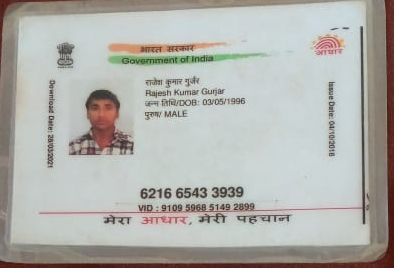 भारत सरकार
Government of India
आधार
राजेश कुमार गुर्जर
Rajesh Kumar Gurjar
जन्म तिथि/DOB: 03/05/1996
पुरुष/ MALE
Download Date: 28/03/2021
Issue Date: 04/10/2016
6216 6543 3939
VID : 9109 5968 5149 2899
मेरा आधार, मेरी पहचान